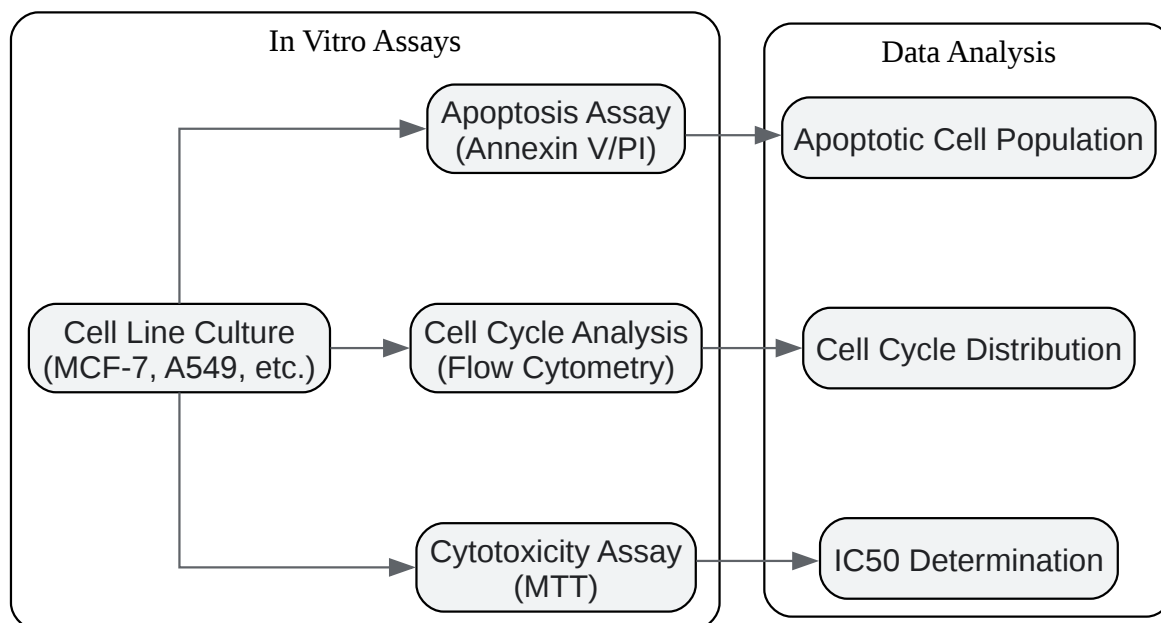 In Vitro Assays
Data Analysis
Apoptosis Assay
(Annexin V/PI)
Apoptotic Cell Population
Cell Line Culture
(MCF-7, A549, etc.)
Cell Cycle Analysis
(Flow Cytometry)
Cell Cycle Distribution
Cytotoxicity Assay
(MTT)
IC50 Determination